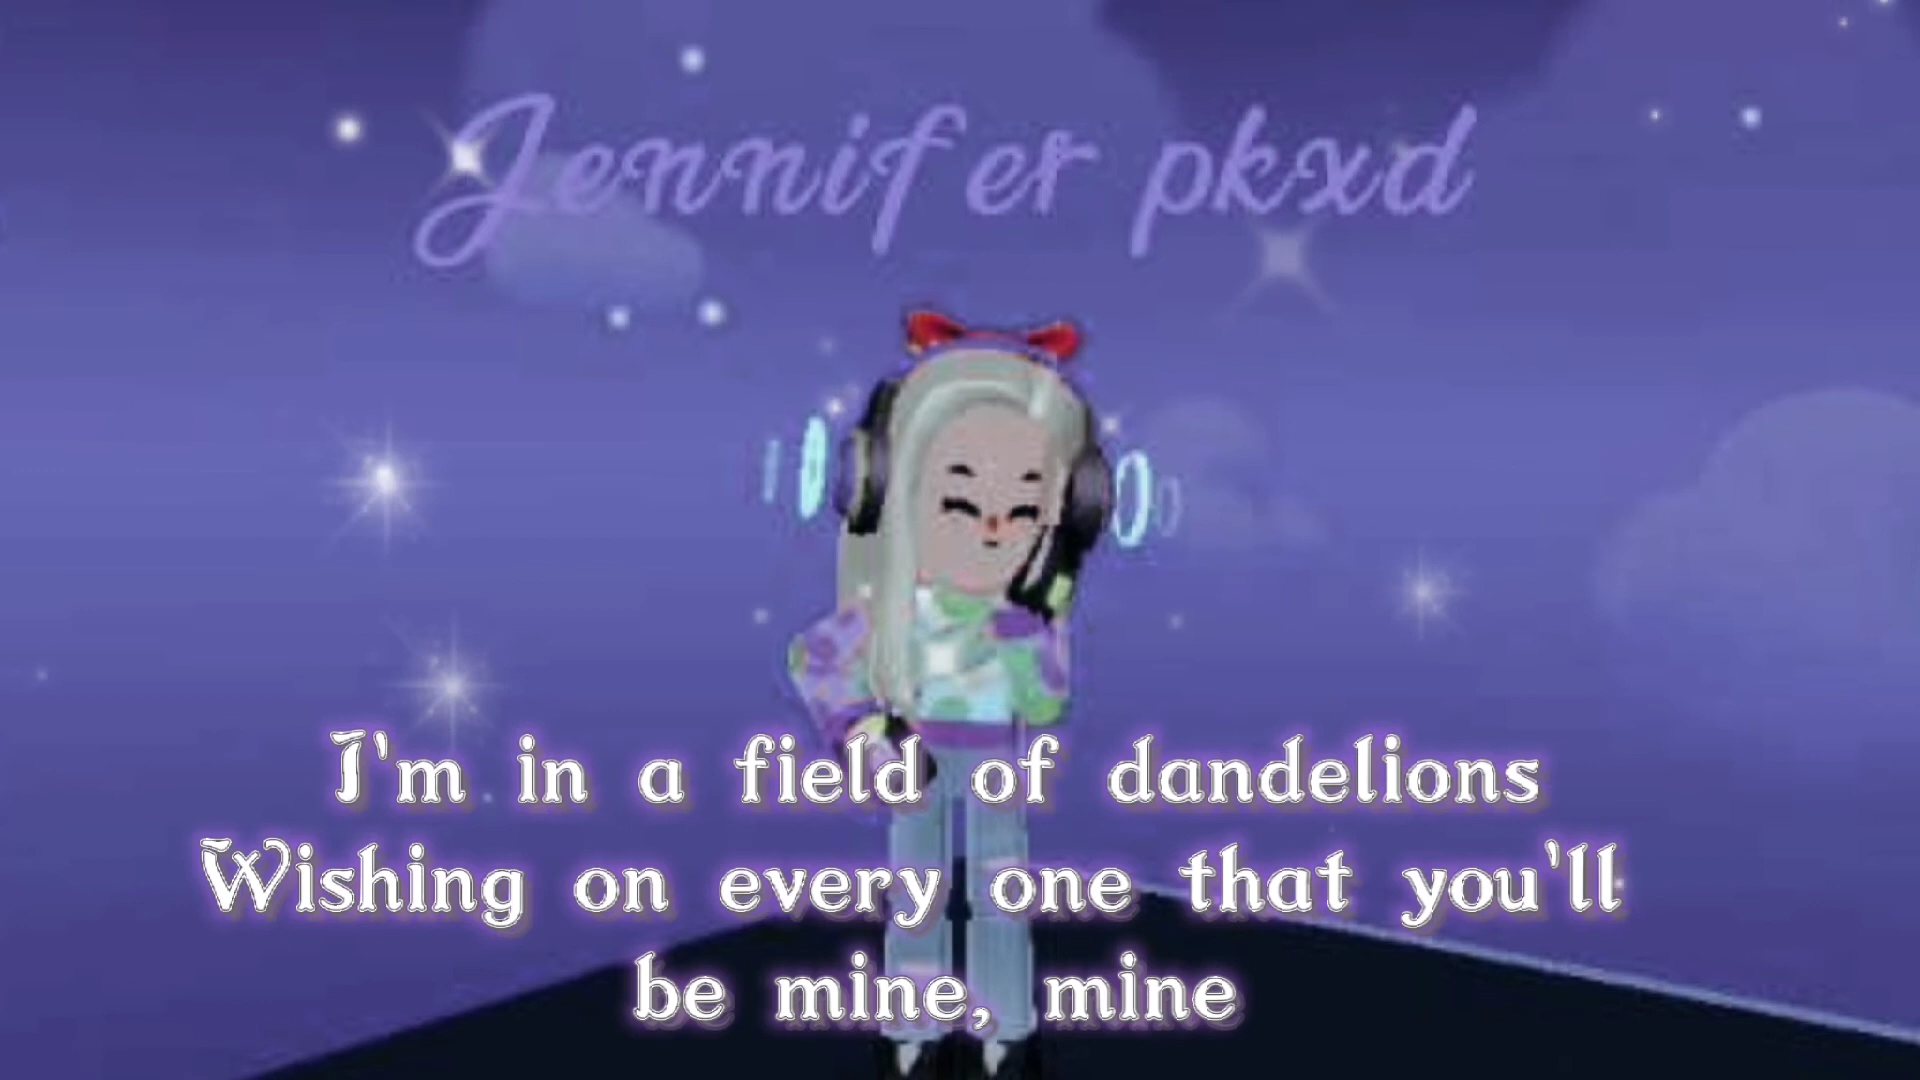 Jennifer pkxd
I'm in a field of dandelions
Wishing on every one that you'll
be mine, mine